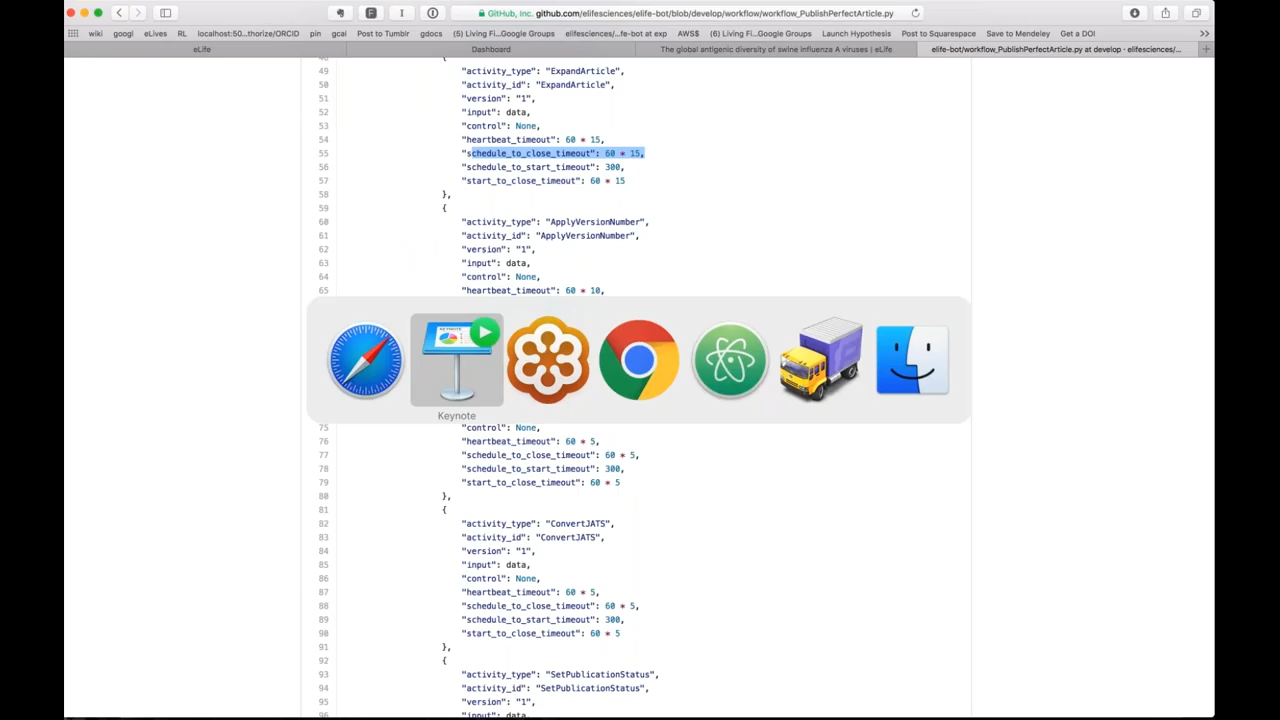 GitHub, Inc. github.com/elifesciences/elife-bot/blob/develop/workflow/workflow_PublishPerfectArticle.py
wiki googl eLives RL localhost:50...thorize/ORCID Post to Tumblr gdocs (5) Living Fi...Google Groups elifesciences/...fe-bot at exp AWS$ (6) Living Fi...Google Groups Launch Hypothesis Post to Squarespace Save to Mendeley Get a DOI >>
eLife Dashboard The global antigenic diversity of swine influenza A viruses | eLife elife-bot/workflow_PublishPerfectArticle.py at develop · elifesciences/... +
48 {
49 "activity_type": "ExpandArticle",
50 "activity_id": "ExpandArticle",
51 "version": "1",
52 "input": data,
53 "control": None,
54 "heartbeat_timeout": 60 * 15,
55 "schedule_to_close_timeout": 60 * 15,
56 "schedule_to_start_timeout": 300,
57 "start_to_close_timeout": 60 * 15
58 },
59 {
60 "activity_type": "ApplyVersionNumber",
61 "activity_id": "ApplyVersionNumber",
62 "version": "1",
63 "input": data,
64 "control": None,
65 "heartbeat_timeout": 60 * 10,
Keynote
75 "control": None,
76 "heartbeat_timeout": 60 * 5,
77 "schedule_to_close_timeout": 60 * 5,
78 "schedule_to_start_timeout": 300,
79 "start_to_close_timeout": 60 * 5
80 },
81 {
82 "activity_type": "ConvertJATS",
83 "activity_id": "ConvertJATS",
84 "version": "1",
85 "input": data,
86 "control": None,
87 "heartbeat_timeout": 60 * 5,
88 "schedule_to_close_timeout": 60 * 5,
89 "schedule_to_start_timeout": 300,
90 "start_to_close_timeout": 60 * 5
91 },
92 {
93 "activity_type": "SetPublicationStatus",
94 "activity_id": "SetPublicationStatus",
95 "version": "1",
96 "input": data,